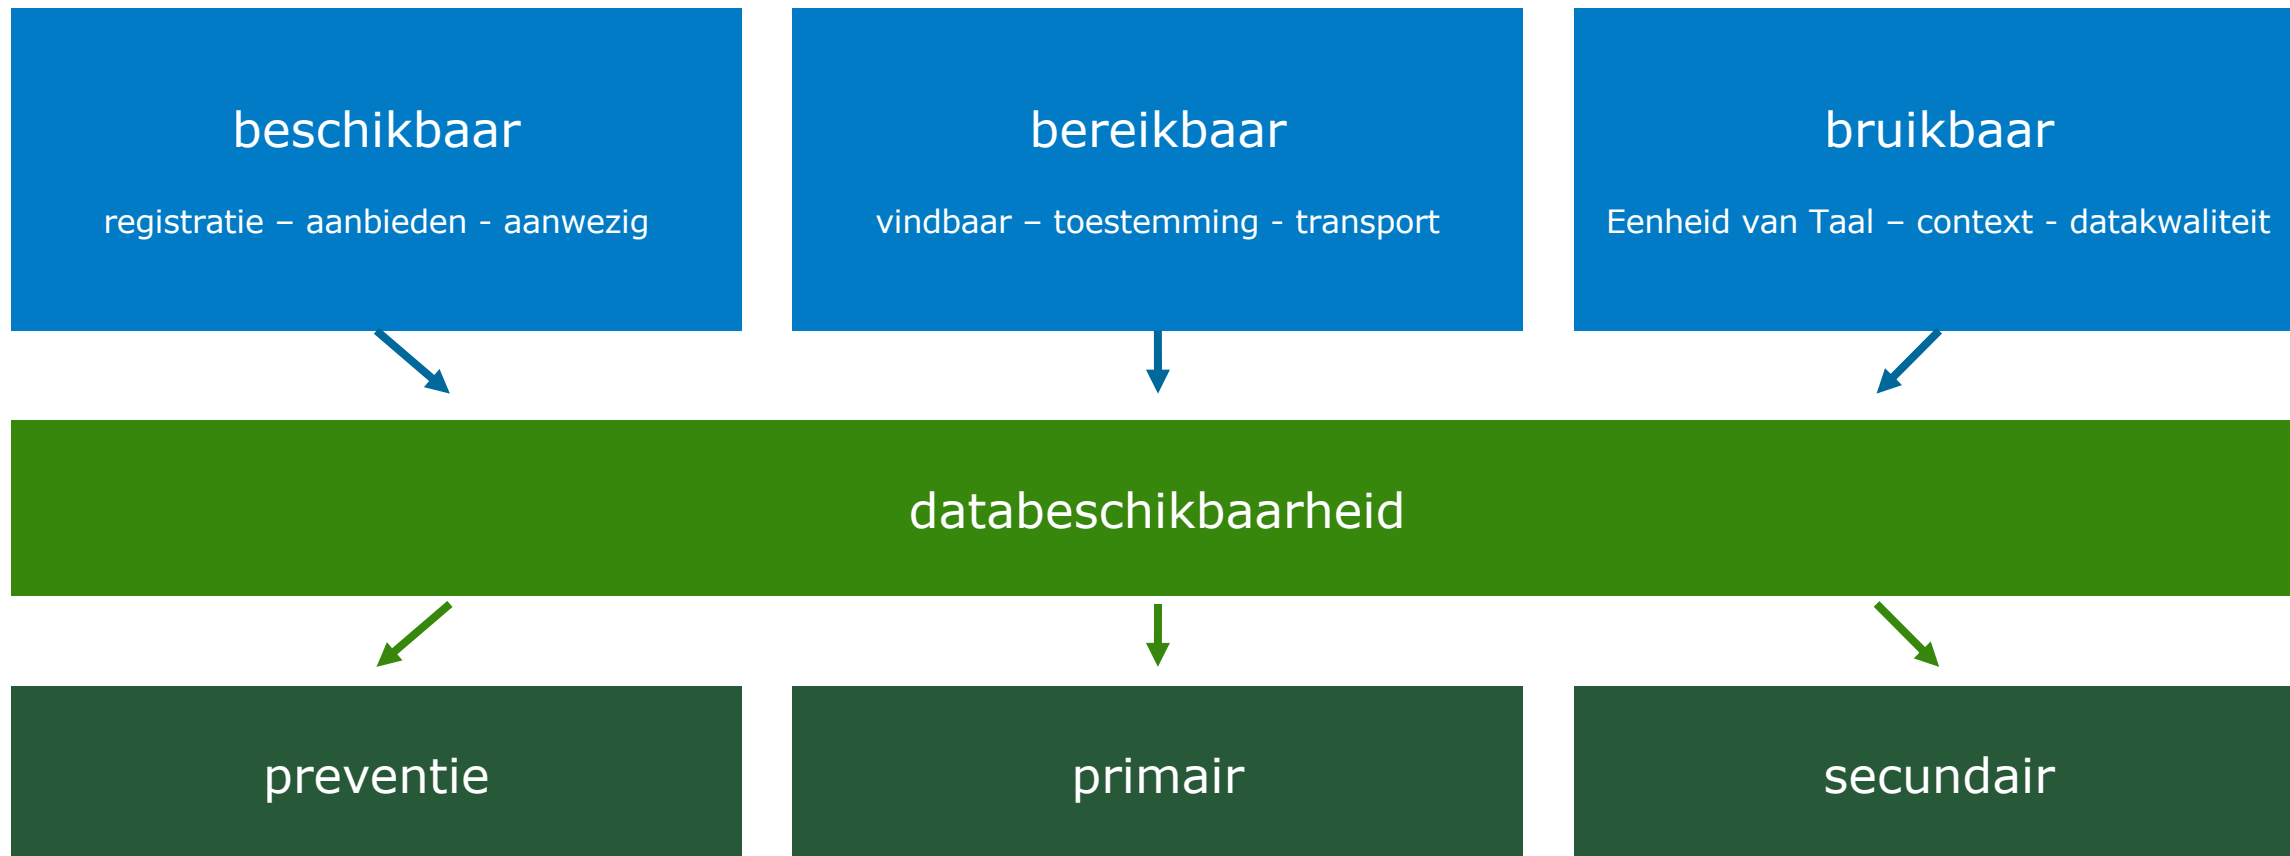 beschikbaar
registratie – aanbieden - aanwezig
bereikbaar
vindbaar – toestemming - transport
bruikbaar
Eenheid van Taal – context - datakwaliteit
databeschikbaarheid
preventie
primair
secundair